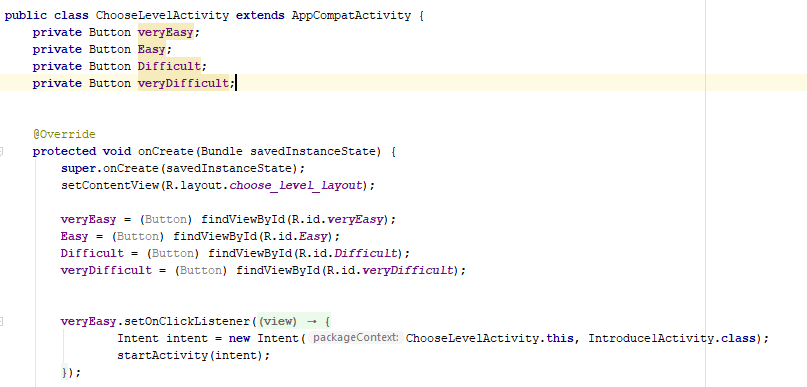 public class ChooseLevelActivity extends AppCompatActivity {
private Button veryEasy;
private Button Easy;
private Button Difficult;
private Button veryDifficult;
@Override
protected void onCreate(Bundle savedInstanceState) {
super.onCreate(savedInstanceState);
setContentView(R.layout.choose_level_layout);
veryEasy = (Button) findViewById(R.id.veryEasy);
Easy = (Button) findViewById(R.id.Easy);
Difficult = (Button) findViewById(R.id.Difficult);
veryDifficult = (Button) findViewById(R.id.veryDifficult);
veryEasy.setOnClickListener((view) → {
Intent intent = new Intent( packageContext: ChooseLevelActivity.this, IntroduceActivity.class);
startActivity(intent);
});